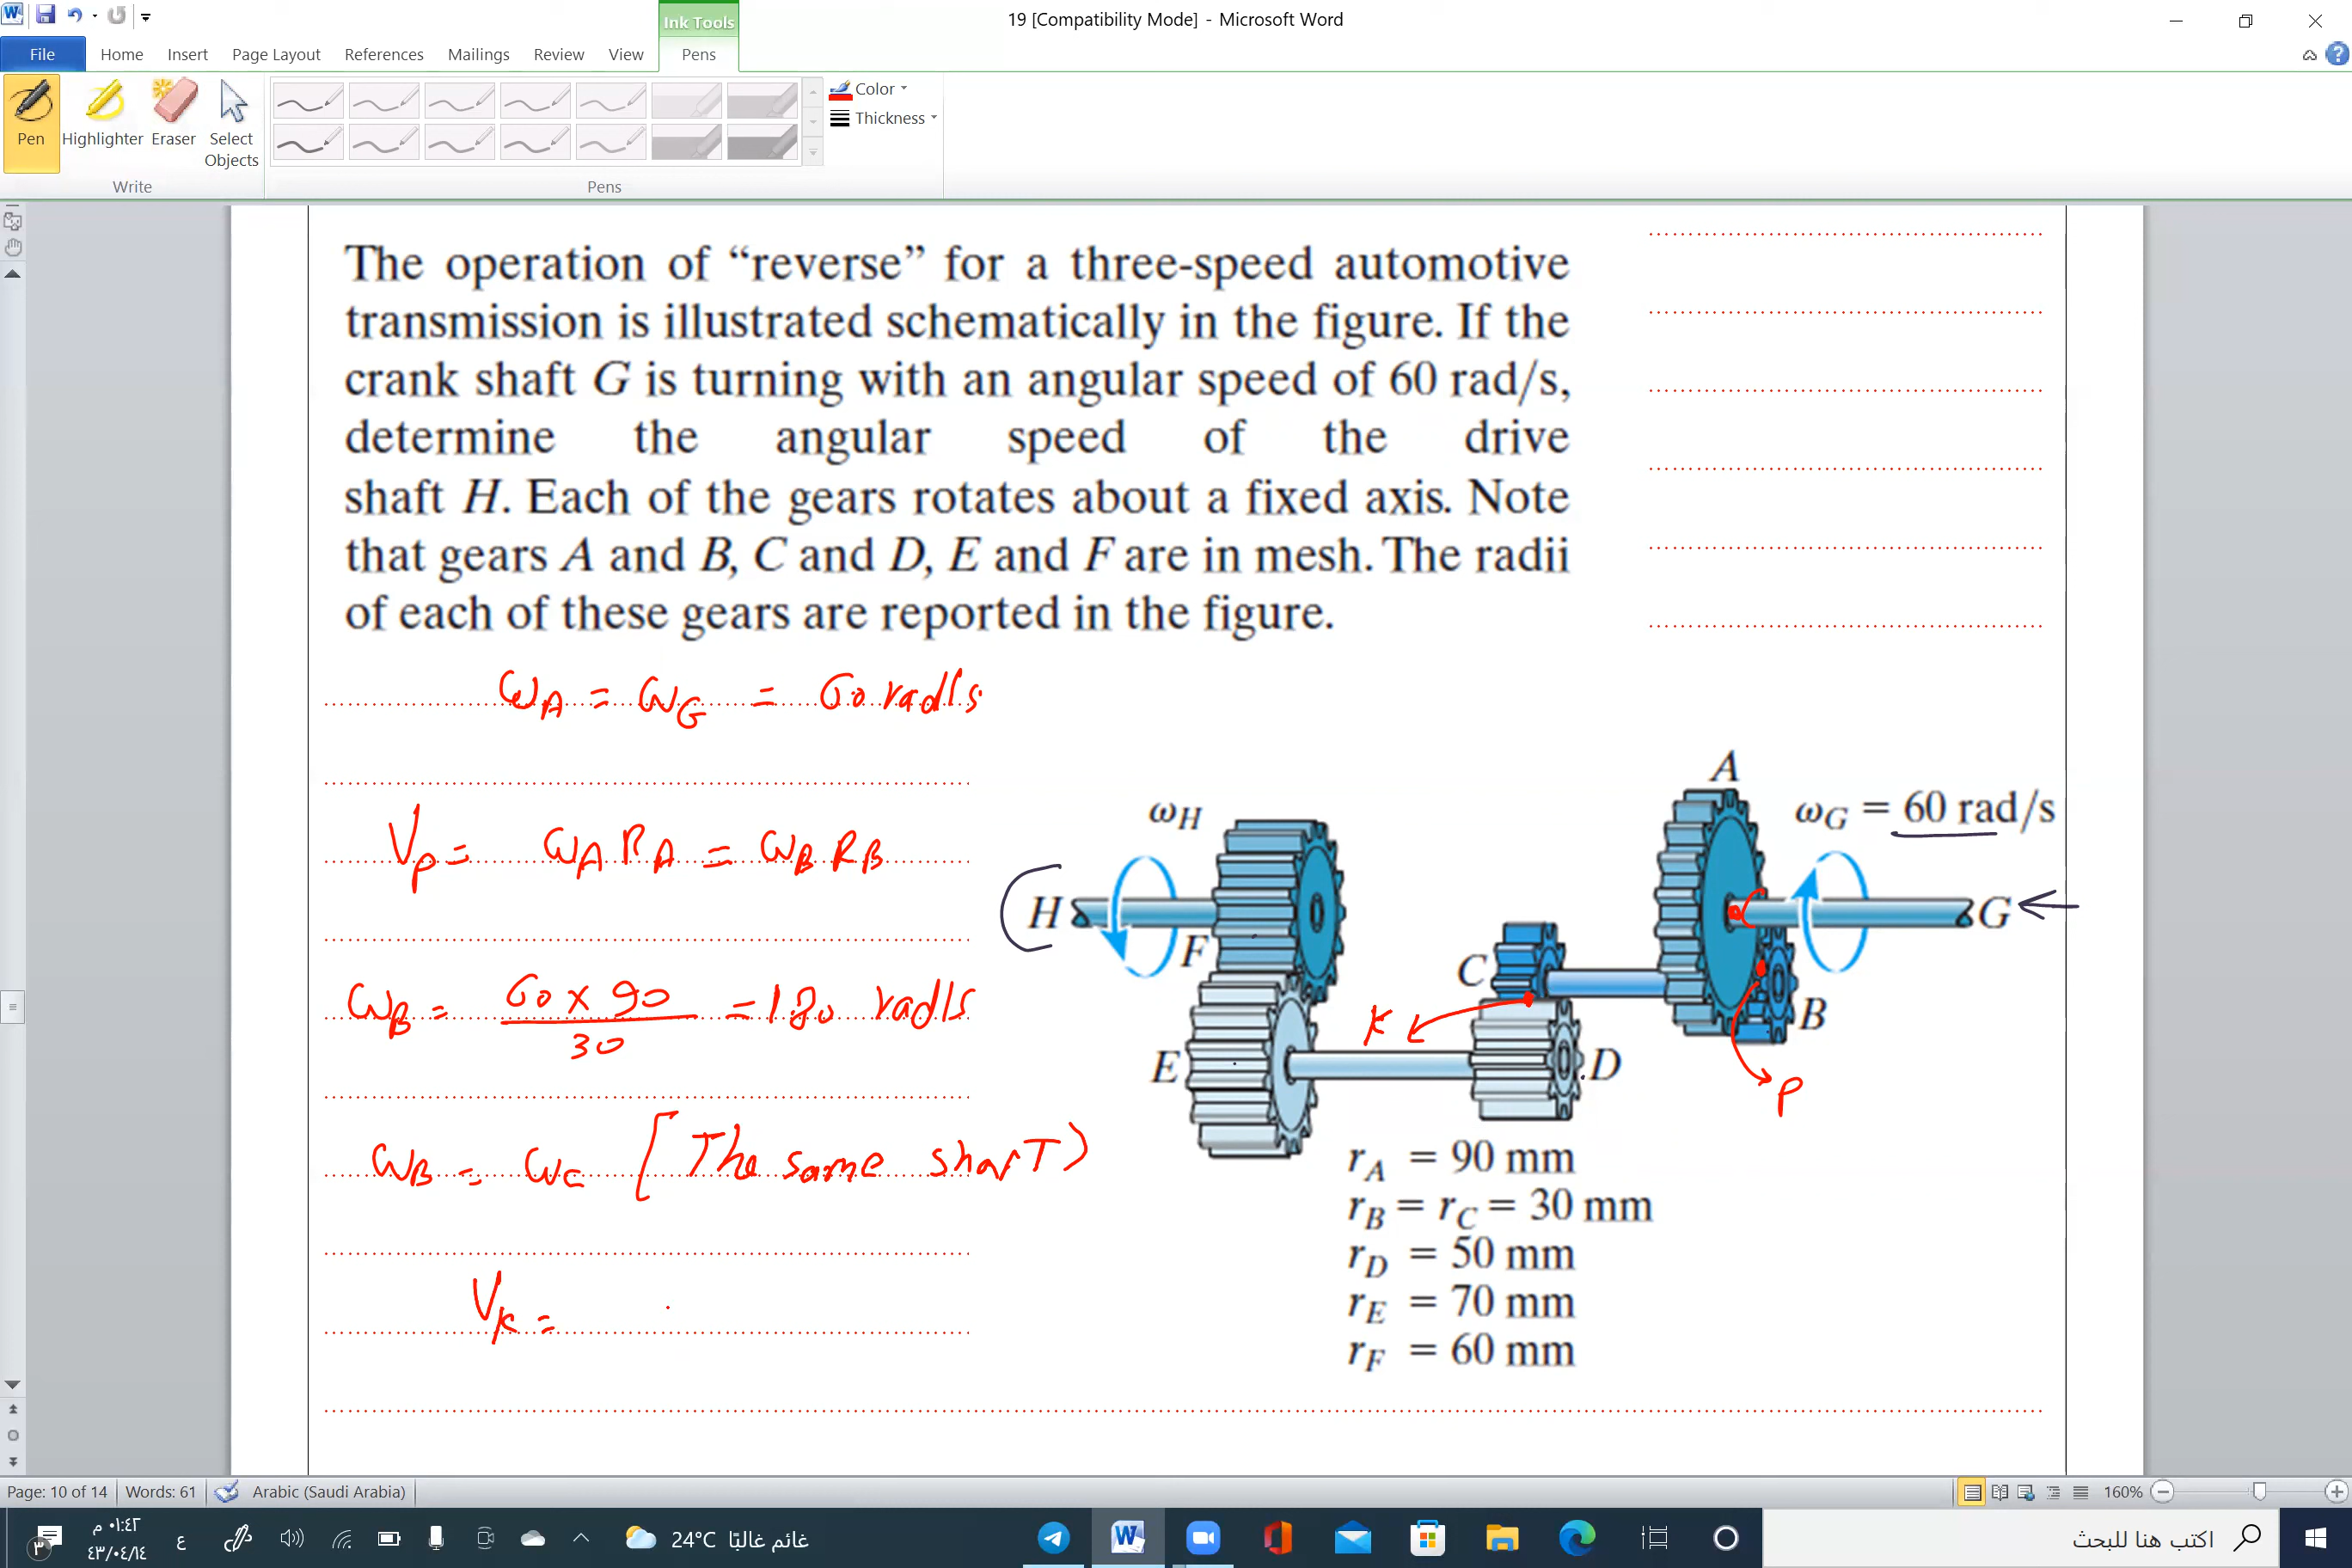 19 [Compatibility Mode] - Microsoft Word
Ink Tools
File Home Insert Page Layout References Mailings Review View Pens
Pen Highlighter Eraser Select Objects
Color
Thickness
Write
Pens
The operation of “reverse” for a three-speed automotive
transmission is illustrated schematically in the figure. If the
crank shaft G is turning with an angular speed of 60 rad/s,
determine the angular speed of the drive
shaft H. Each of the gears rotates about a fixed axis. Note
that gears A and B, C and D, E and F are in mesh. The radii
of each of these gears are reported in the figure.
ωA = ωG = 60 rad/s
Vp = ωA RA = ωB RB
ωB = 60 x 90 / 30 = 180 rad/s
ωB = ωC [The same shafT)
VK =
A
ωH
ωG = 60 rad/s
H
G
F
C
B
K
E
D
P
rA = 90 mm
rB = rC = 30 mm
rD = 50 mm
rE = 70 mm
rF = 60 mm
Page: 10 of 14 Words: 61 Arabic (Saudi Arabia) 160%
٠١:٤٢ م
٤٣/٠٤/١٤
٣
ع
24°C غائم غالبًا
اكتب هنا للبحث